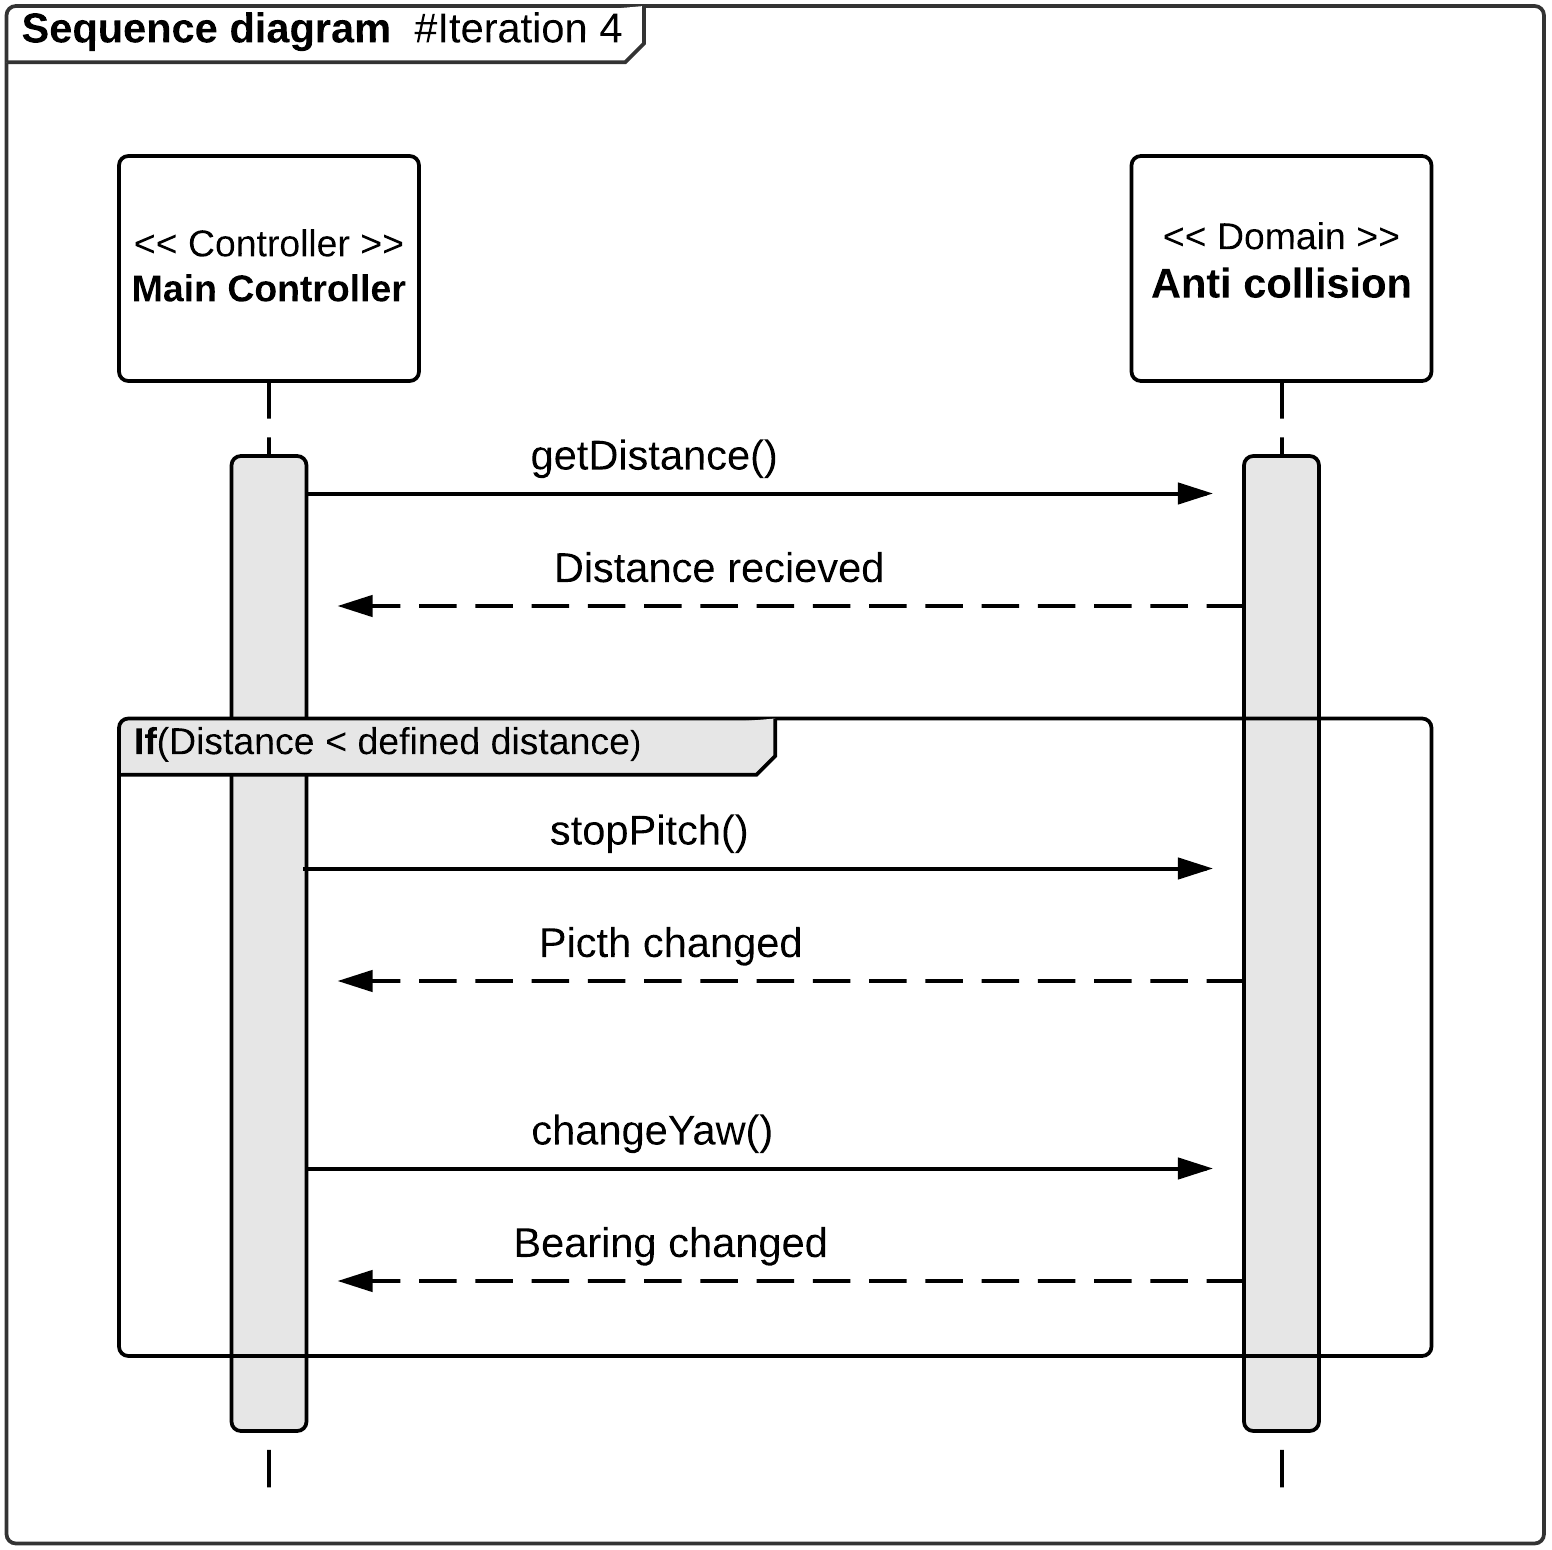 Sequence diagram #Iteration 4
<< Controller >>
Main Controller
<< Domain >>
Anti collision
getDistance()
Distance recieved
If(Distance < defined distance)
stopPitch()
Picth changed
changeYaw()
Bearing changed